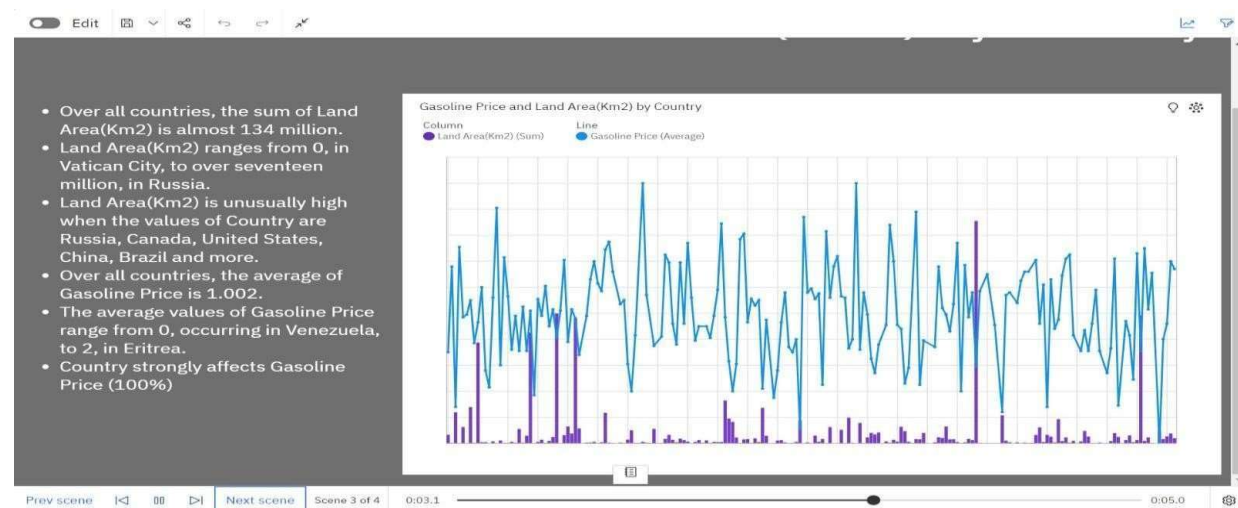 Edit
• Over all countries, the sum of Land
Area(Km2) is almost 134 million.
• Land Area(Km2) ranges from 0, in
Vatican City, to over seventeen
million, in Russia.
• Land Area(Km2) is unusually high
when the values of Country are
Russia, Canada, United States,
China, Brazil and more.
• Over all countries, the average of
Gasoline Price is 1.002.
• The average values of Gasoline Price
range from 0, occurring in Venezuela,
to 2, in Eritrea.
• Country strongly affects Gasoline
Price (100%)
Gasoline Price and Land Area(Km2) by Country
Column Line
Land Area(Km2) (Sum) Gasoline Price (Average)
Prev scene Next scene Scene 3 of 4 0:03.1 0:05.0